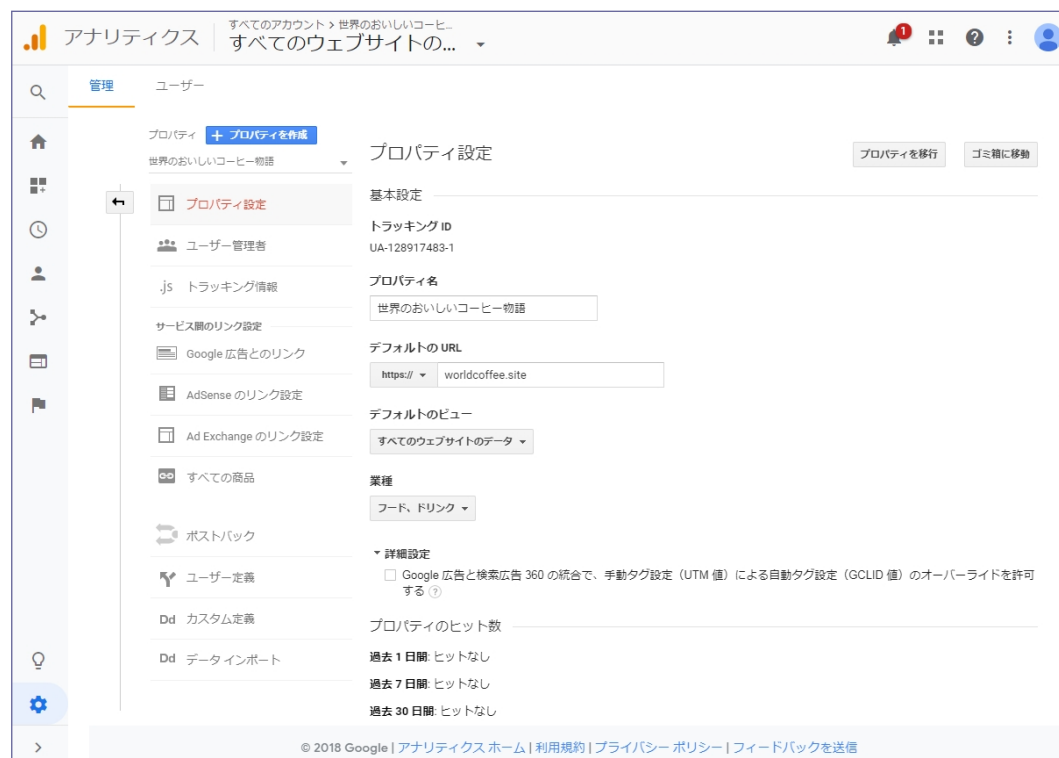 アナリティクス
すべてのアカウント > 世界のおいしいコーヒーヒ...
すべてのウェブサイトの...
1
管理
ユーザー
プロパティ
+ プロパティを作成
世界のおいしいコーヒー物語
プロパティ設定
ユーザー管理者
.js トラッキング情報
サービス間のリンク設定
Google 広告とのリンク
AdSense のリンク設定
Ad Exchange のリンク設定
すべての商品
ポストバック
ユーザー定義
Dd カスタム定義
Dd データ インポート
プロパティ設定
プロパティを移行
ゴミ箱に移動
基本設定
トラッキング ID
UA-128917483-1
プロパティ名
世界のおいしいコーヒー物語
デフォルトの URL
https://
worldcoffee.site
デフォルトのビュー
すべてのウェブサイトのデータ
業種
フード、ドリンク
詳細設定
Google 広告と検索広告 360 の統合で、手動タグ設定（UTM 値）による自動タグ設定（GCLID 値）のオーバーライドを許可
する ?
プロパティのヒット数
過去 1 日間: ヒットなし
過去 7 日間: ヒットなし
過去 30 日間: ヒットなし
© 2018 Google | アナリティクス ホーム | 利用規約 | プライバシー ポリシー | フィードバックを送信